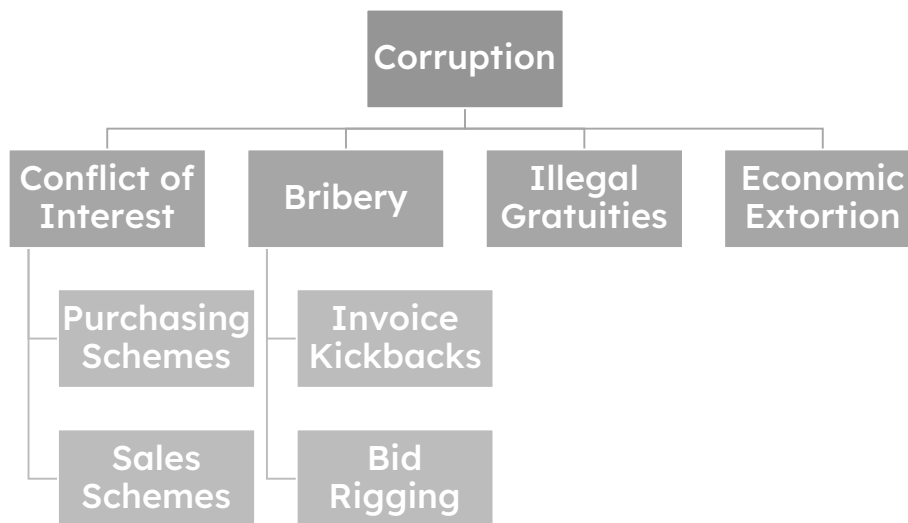 Corruption
Conflict of
Interest
Bribery
Illegal
Gratuities
Economic
Extortion
Purchasing
Schemes
Invoice
Kickbacks
Sales
Schemes
Bid
Rigging